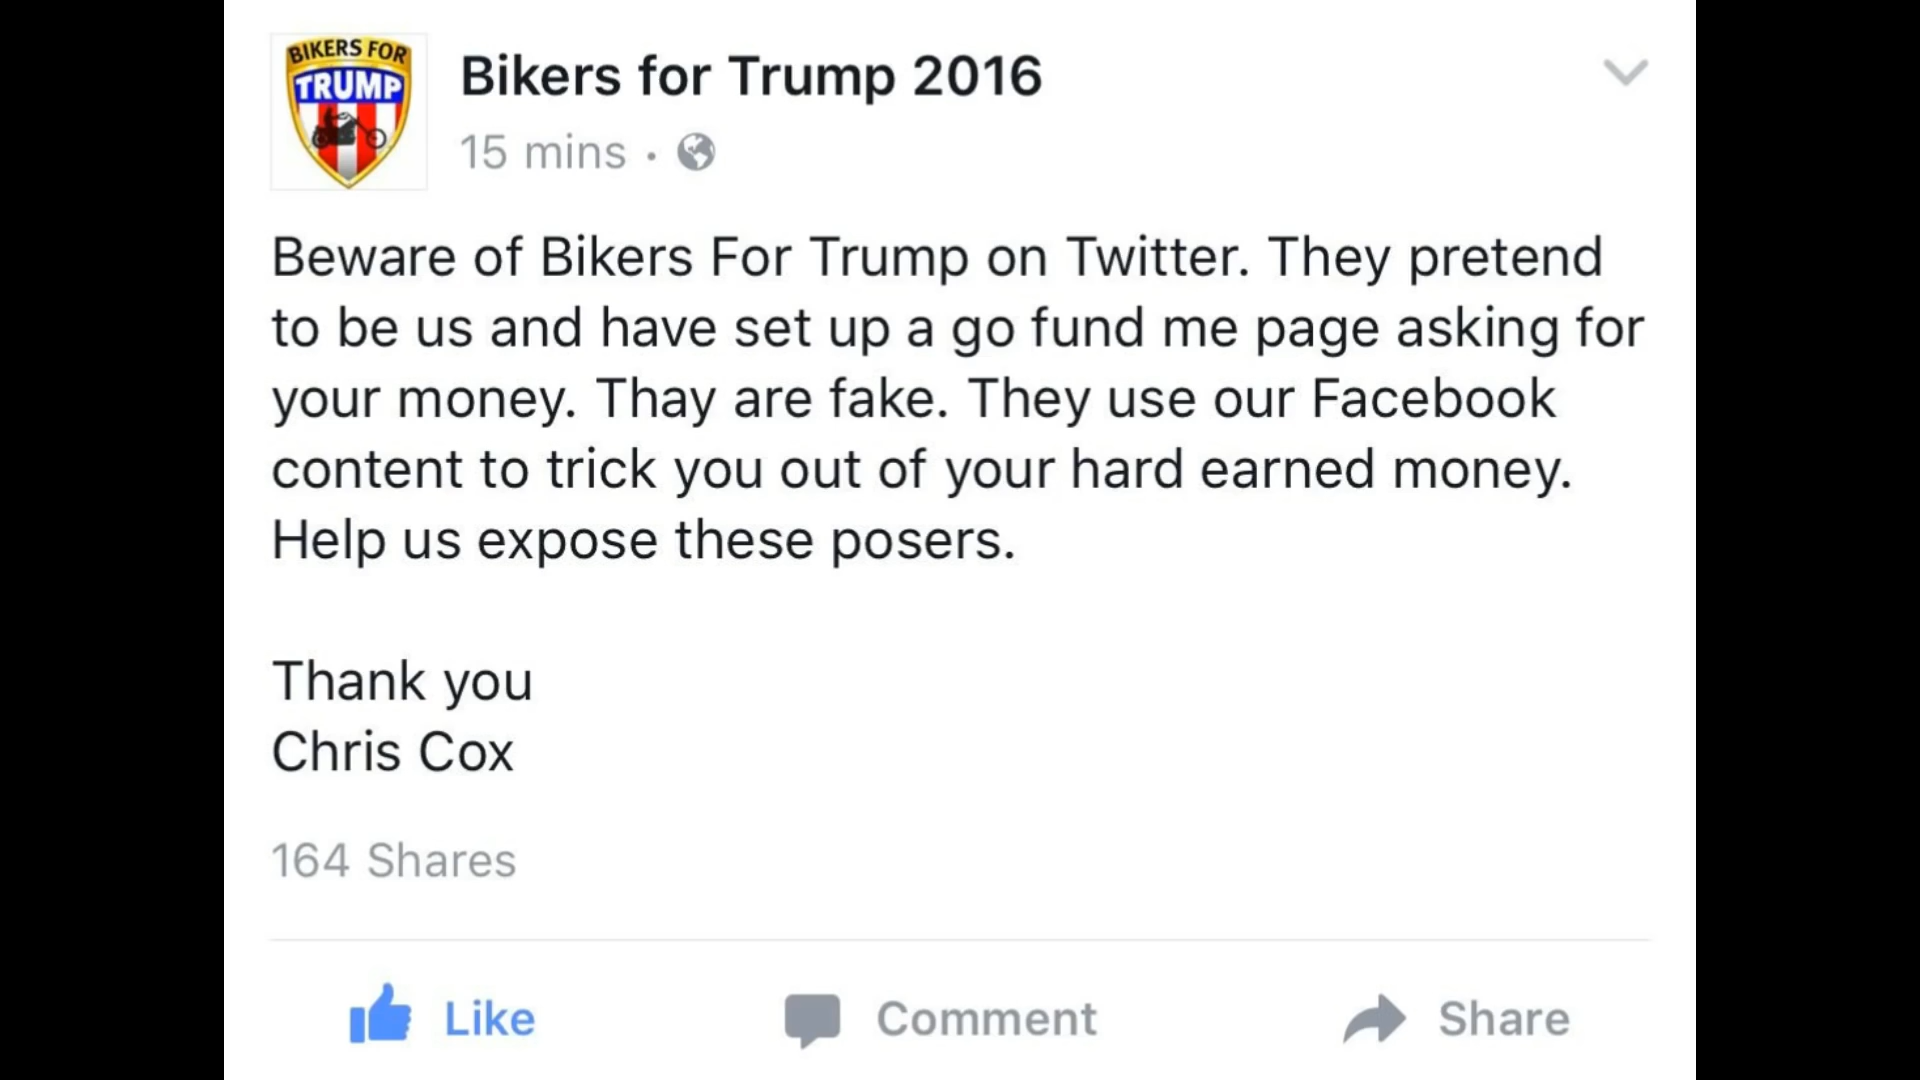 BIKERS FOR
TRUMP
Bikers for Trump 2016
15 mins ·
Beware of Bikers For Trump on Twitter. They pretend
to be us and have set up a go fund me page asking for
your money. Thay are fake. They use our Facebook
content to trick you out of your hard earned money.
Help us expose these posers.
Thank you
Chris Cox
164 Shares
Like
Comment
Share